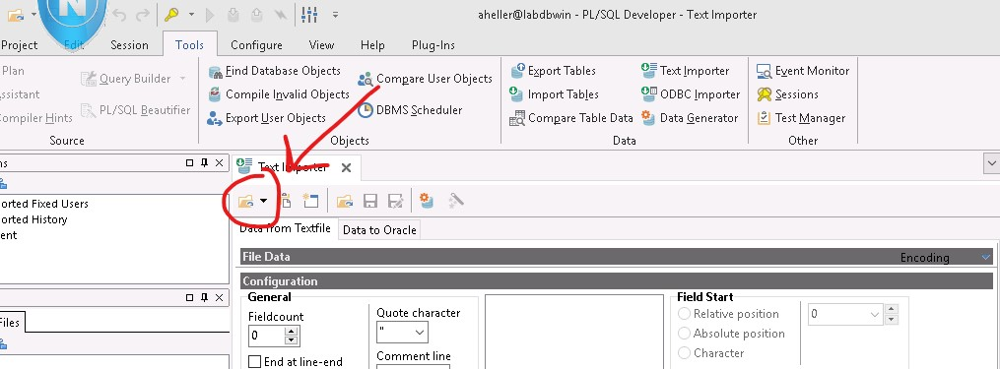 aheller@labdbwin - PL/SQL Developer - Text Importer
Project Edit Session Tools Configure View Help Plug-Ins
Plan
Query Builder
Find Database Objects
Compare User Objects
Export Tables
Text Importer
Event Monitor
ssistant
Compile Invalid Objects
Import Tables
ODBC Importer
Sessions
ompiler Hints
PL/SQL Beautifier
Export User Objects
DBMS Scheduler
Compare Table Data
Data Generator
Test Manager
Source Objects Data Other
ns
Text Importer
orted Fixed Users
orted History
ent
Data from Textfile Data to Oracle
File Data Encoding
Configuration
General
Fieldcount
0
End at line-end
Quote character
"
Comment line
Field Start
Relative position
0
Absolute position
Character
Files